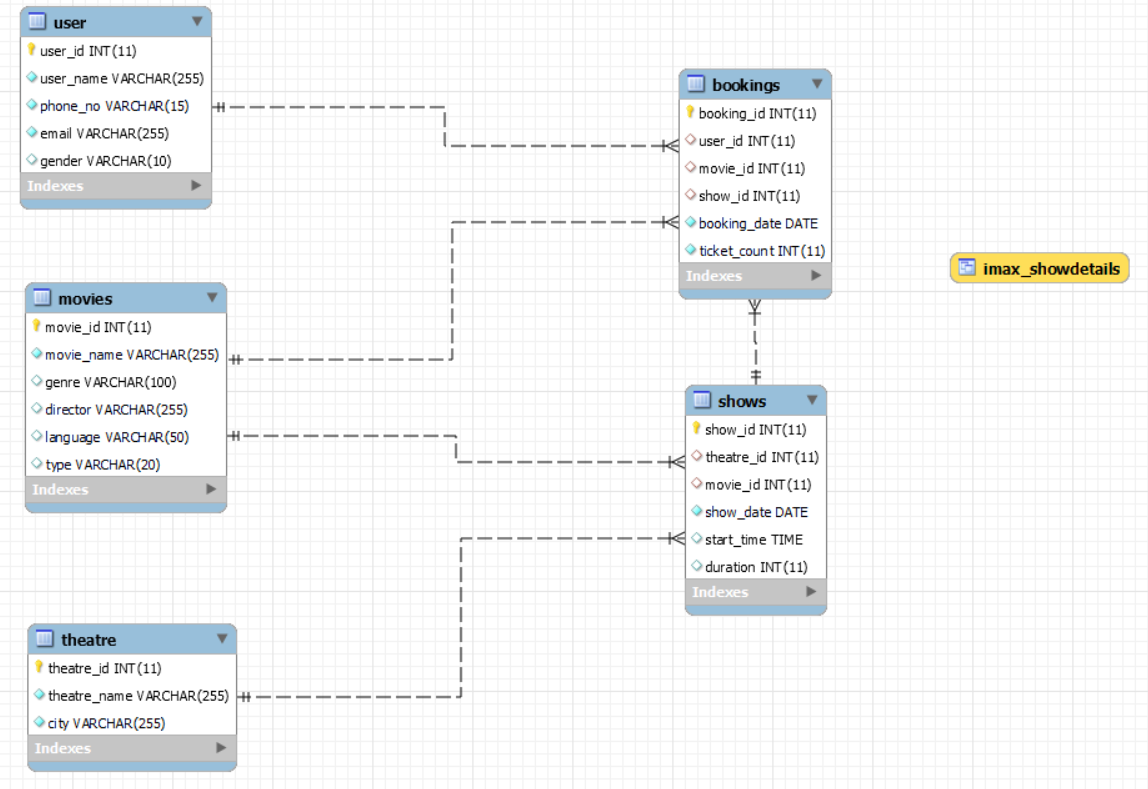 user
user_id INT(11)
user_name VARCHAR(255)
phone_no VARCHAR(15)
email VARCHAR(255)
gender VARCHAR(10)
Indexes
bookings
booking_id INT(11)
user_id INT(11)
movie_id INT(11)
show_id INT(11)
booking_date DATE
ticket_count INT(11)
Indexes
imax_showdetails
movies
movie_id INT(11)
movie_name VARCHAR(255)
genre VARCHAR(100)
director VARCHAR(255)
language VARCHAR(50)
type VARCHAR(20)
Indexes
shows
show_id INT(11)
theatre_id INT(11)
movie_id INT(11)
show_date DATE
start_time TIME
duration INT(11)
Indexes
theatre
theatre_id INT(11)
theatre_name VARCHAR(255)
city VARCHAR(255)
Indexes